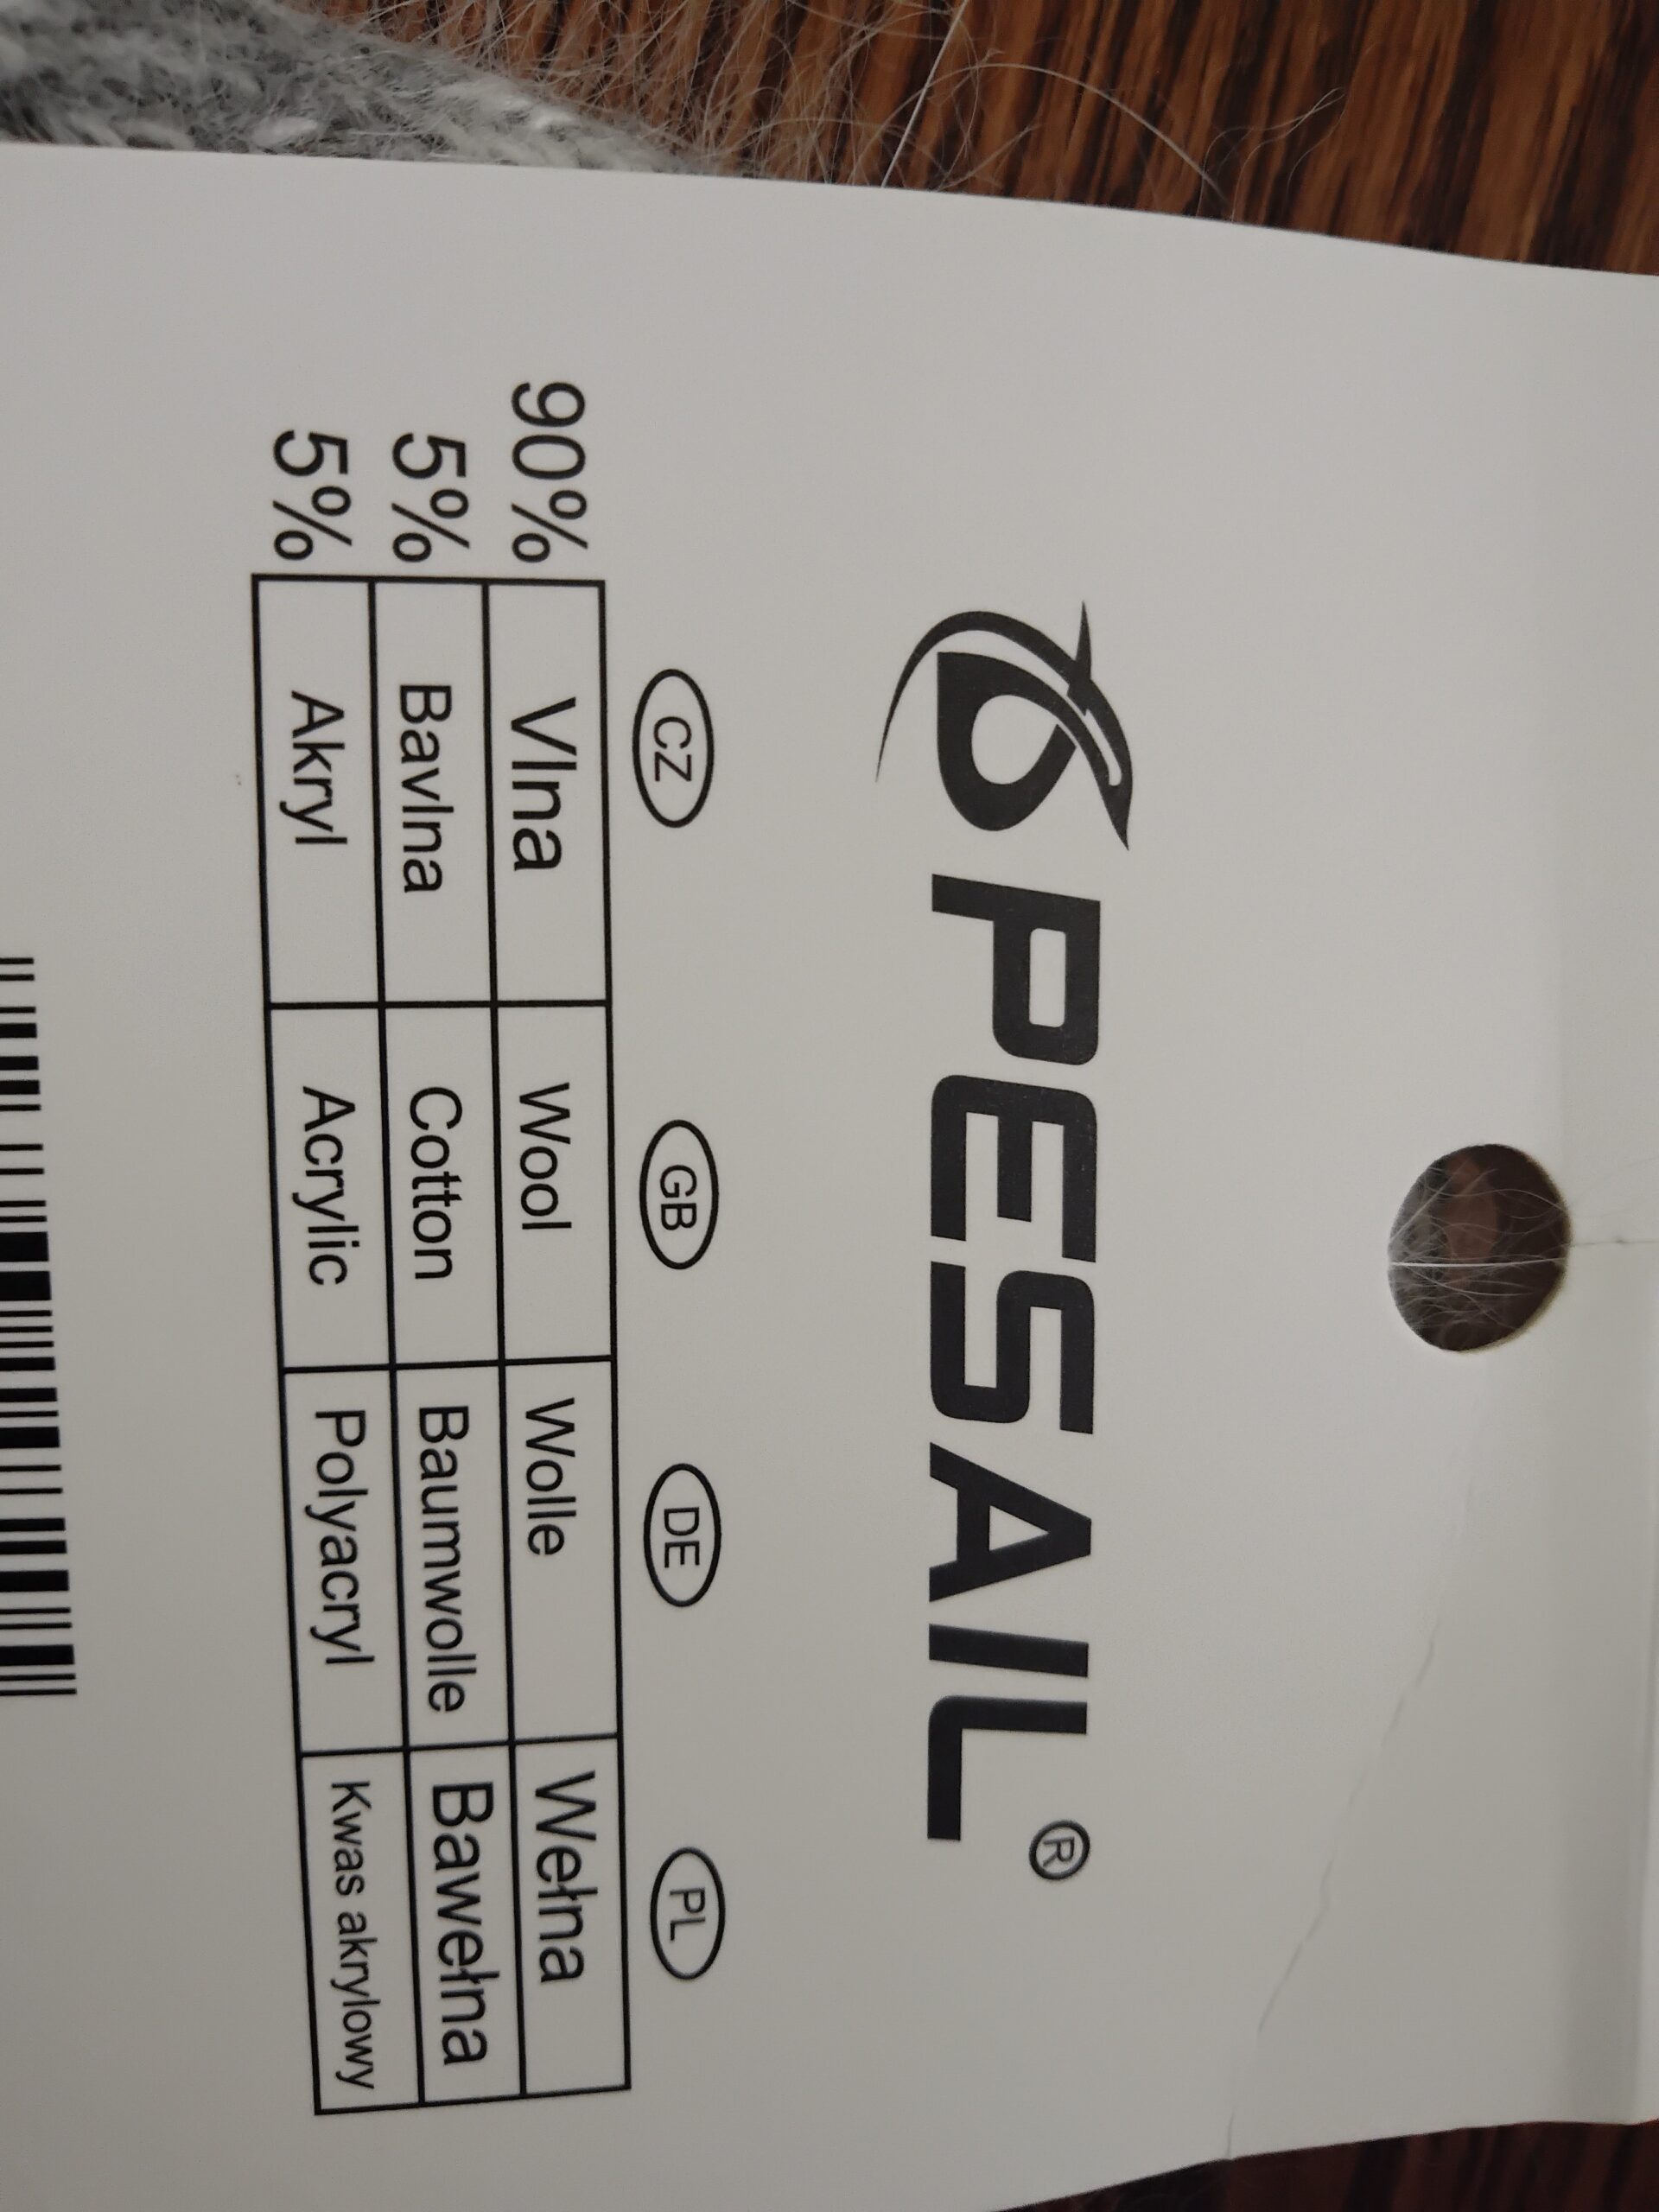 PESAIL®
CZ GB DE PL
90% Vlna Wool Wolle Wełna
5% Bavlna Cotton Baumwolle Bawełna
5% Akryl Acrylic Polyacryl Kwas akrylowy